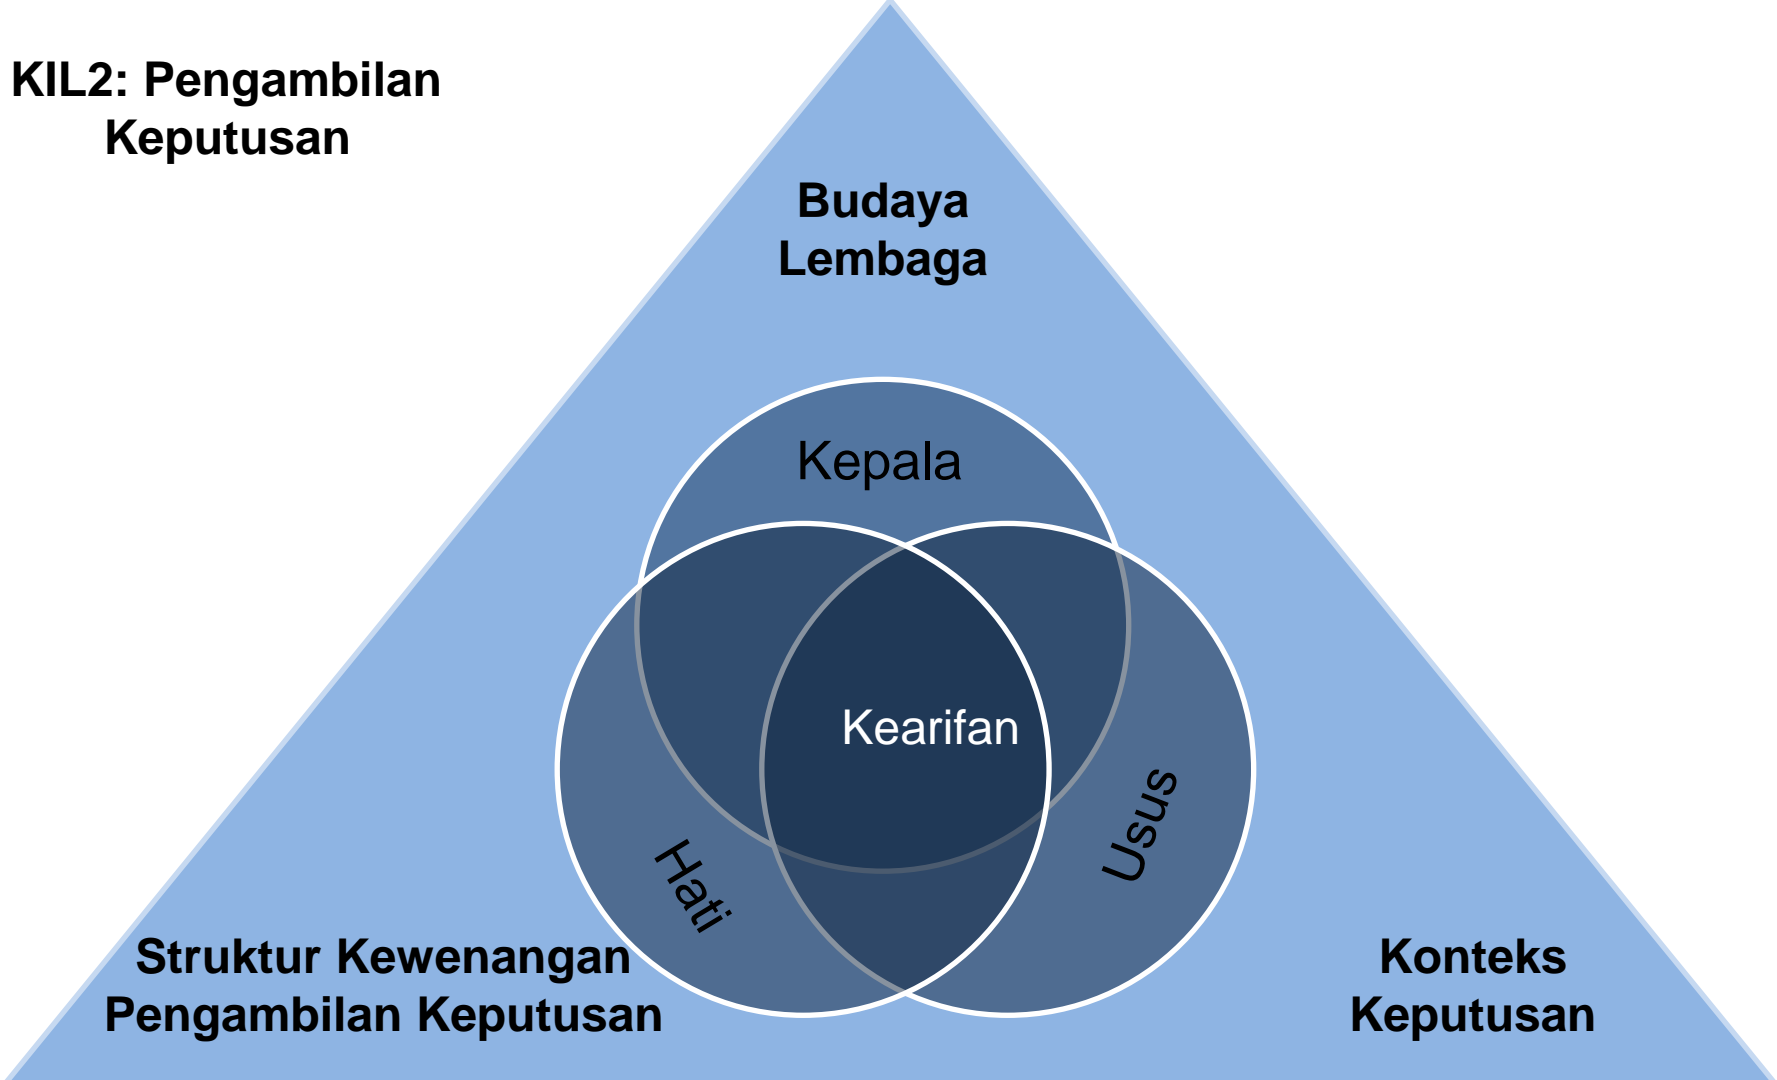 KIL2: Pengambilan
Keputusan
Budaya
Lembaga
Kepala
Kearifan
Hati
Usus
Struktur Kewenangan
Pengambilan Keputusan
Konteks
Keputusan